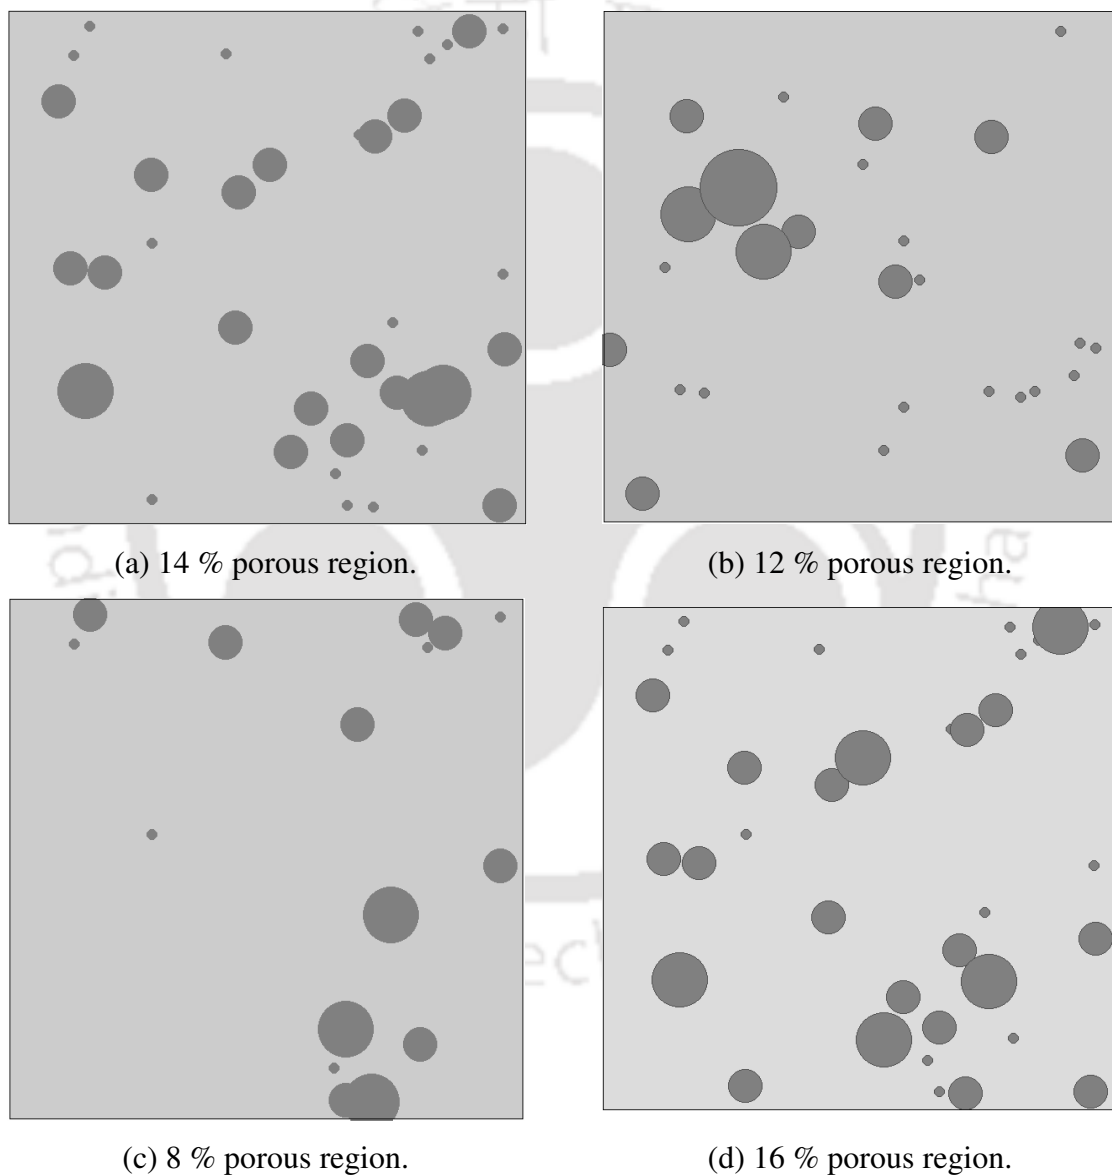 (a) 14 % porous region.
(b) 12 % porous region.
(c) 8 % porous region.
(d) 16 % porous region.